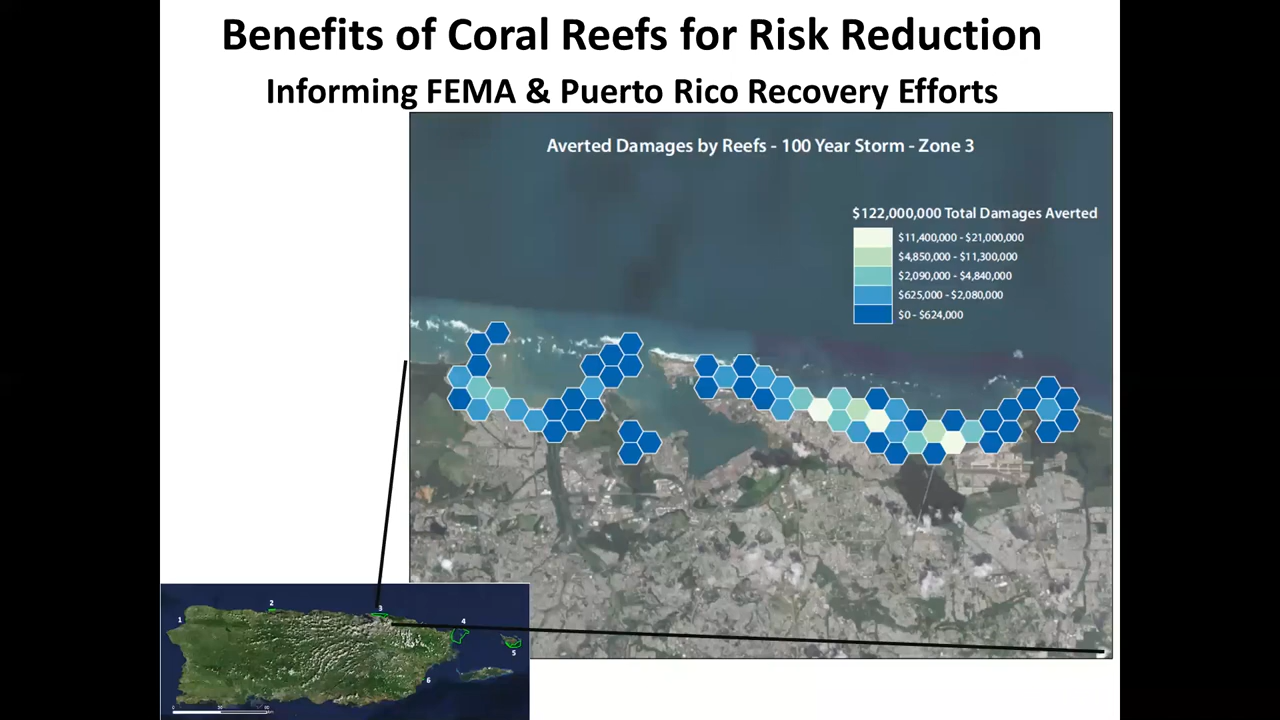 Benefits of Coral Reefs for Risk Reduction
Informing FEMA & Puerto Rico Recovery Efforts
Averted Damages by Reefs - 100 Year Storm - Zone 3
$122,000,000 Total Damages Averted
$11,400,000 - $21,000,000
$4,850,000 - $11,300,000
$2,090,000 - $4,840,000
$625,000 - $2,080,000
$0 - $624,000
1
2
3
4
5
6